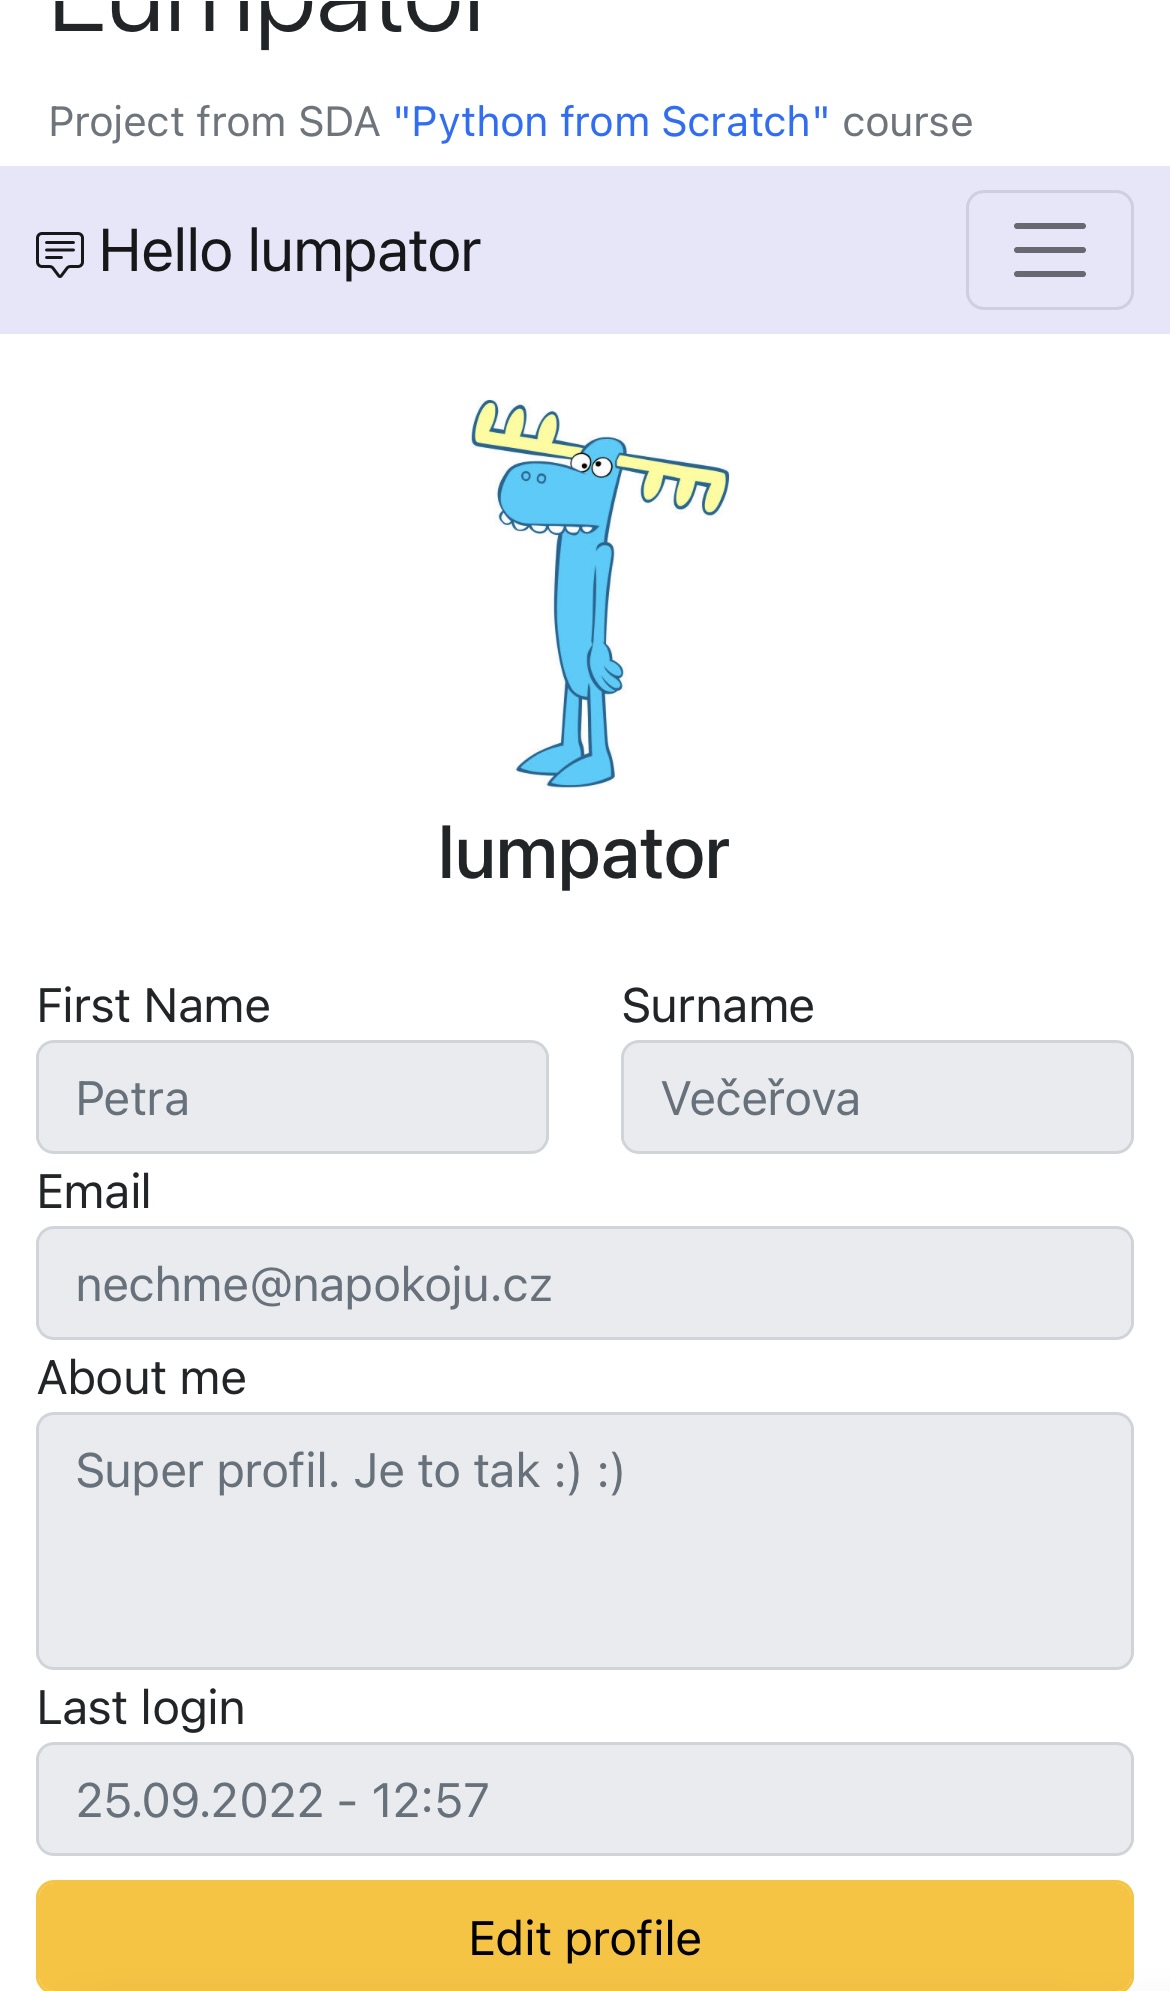 Lumpator
Project from SDA "Python from Scratch" course
Hello lumpator
lumpator
First Name
Surname
Petra
Večeřova
Email
nechme@napokoju.cz
About me
Super profil. Je to tak :) :)
Last login
25.09.2022 - 12:57
Edit profile